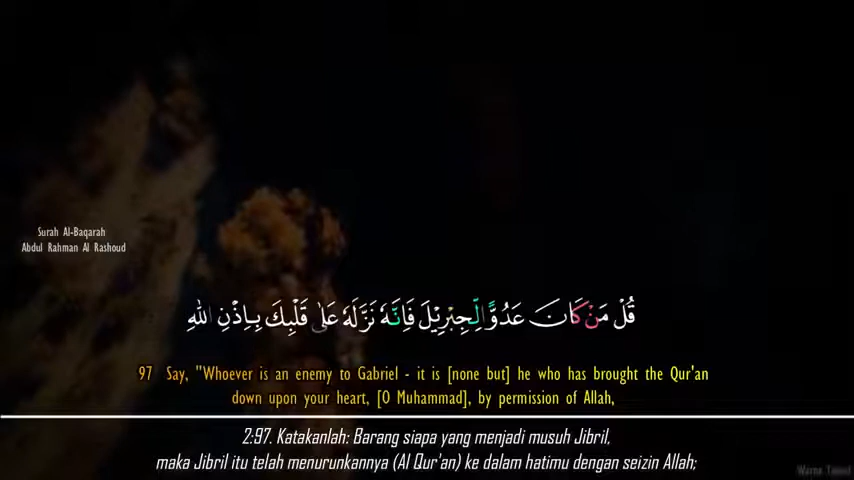 Surah Al-Baqarah
Abdul Rahman Al Rashoud
قُلْ مَنْ كَانَ عَدُوًّا لِّجِبْرِيْلَ فَاِنَّهٗ نَزَّلَهٗ عَلٰى قَلْبِكَ بِاِذْنِ اللّٰهِ
97 Say, "Whoever is an enemy to Gabriel - it is [none but] he who has brought the Qur'an
down upon your heart, [O Muhammad], by permission of Allah,
2:97. Katakanlah: Barang siapa yang menjadi musuh Jibril,
maka Jibril itu telah menurunkannya (Al Qur'an) ke dalam hatimu dengan seizin Allah;